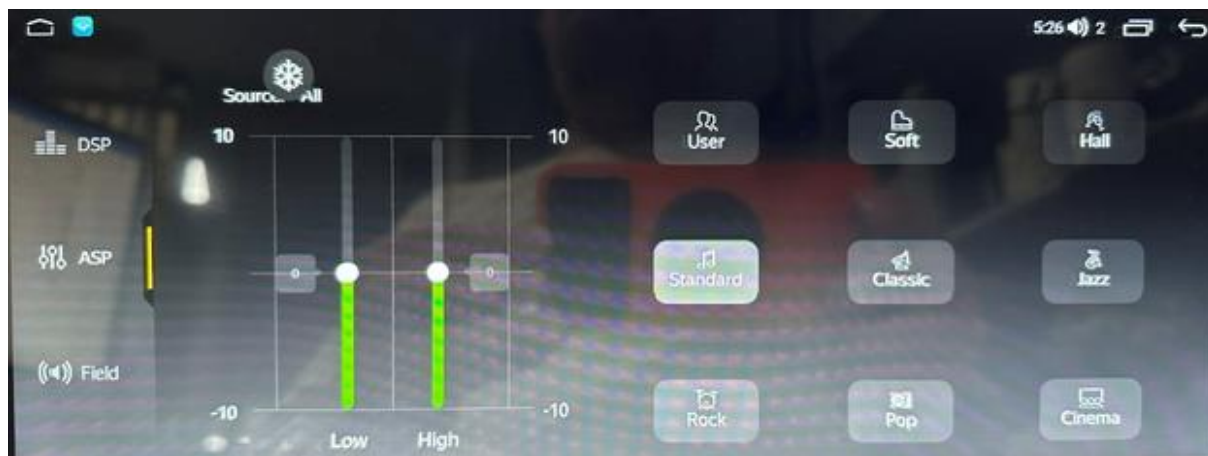 5:26 2
Source All
DSP
ASP
Field
10
10
0
0
-10
-10
Low
High
User
Soft
Hall
Standard
Classic
Jazz
Rock
Pop
Cinema